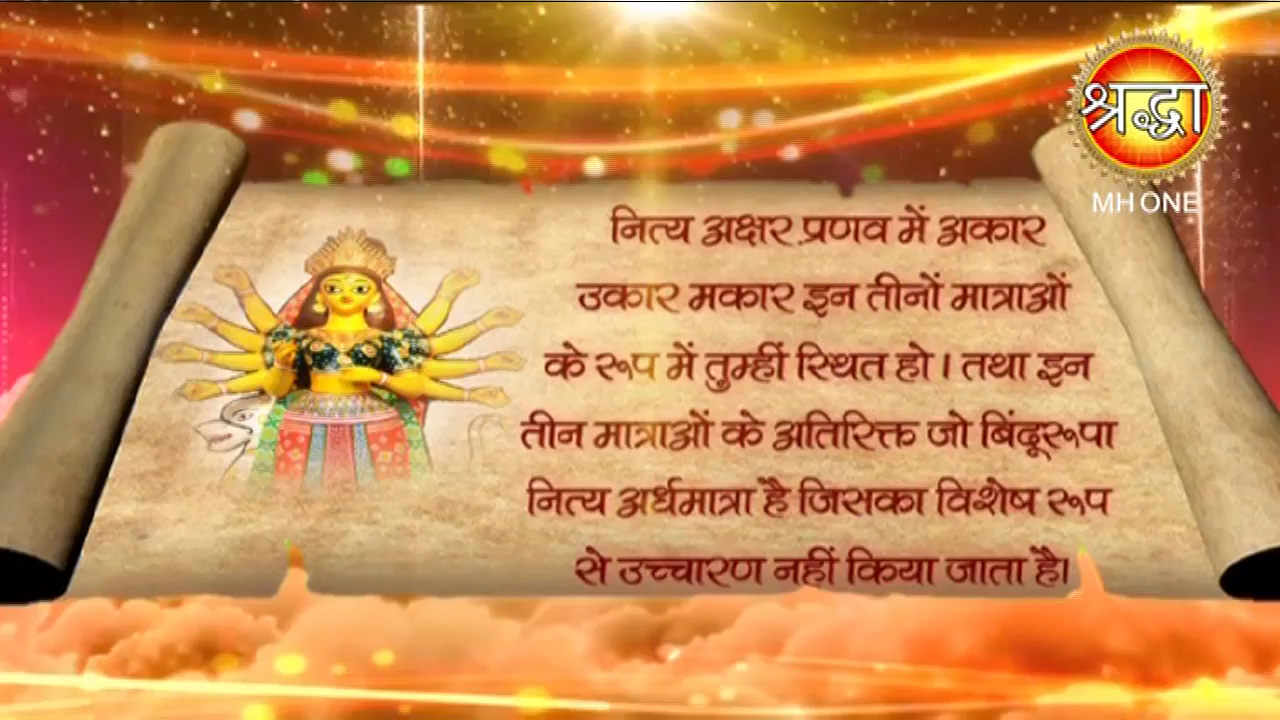 श्रद्धा
MH ONE
नित्य अक्षर प्रणव में अकार
उकार मकार इन तीनों मात्राओं
के रूप में तुम्हीं स्थित हो । तथा इन
तीन मात्राओं के अतिरिक्त जो बिंदूरूपा
नित्य अर्धमात्रा है जिसका विशेष रूप
से उच्चारण नहीं किया जाता है।